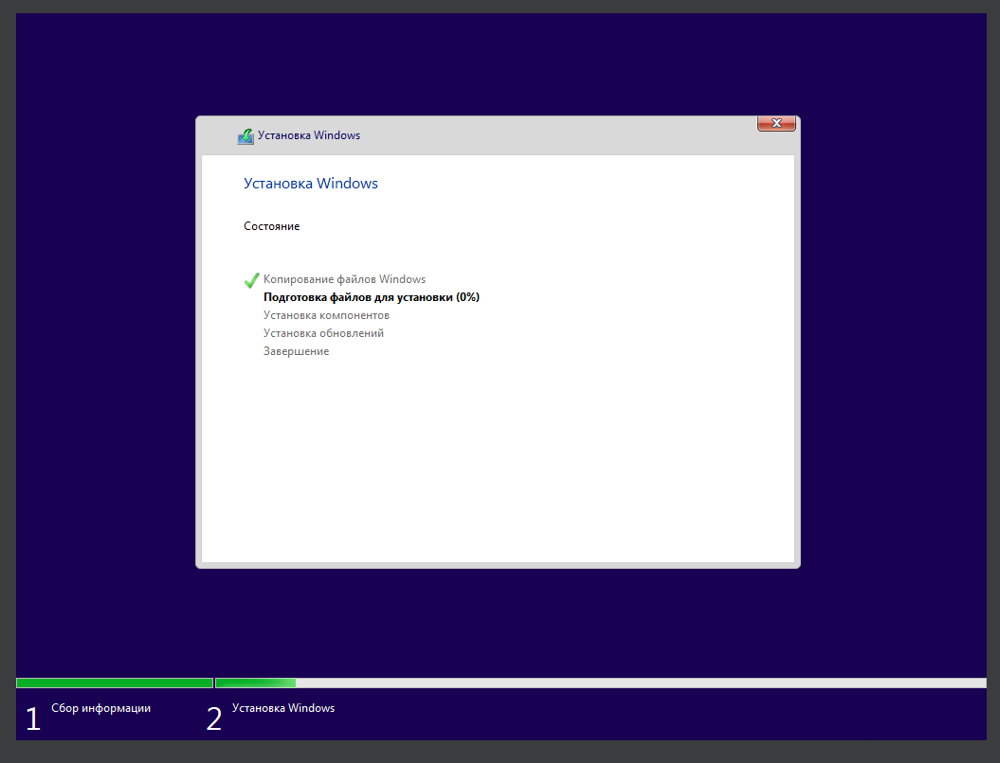 Установка Windows
Установка Windows
Состояние
Копирование файлов Windows
Подготовка файлов для установки (0%)
Установка компонентов
Установка обновлений
Завершение
1 Сбор информации
2 Установка Windows